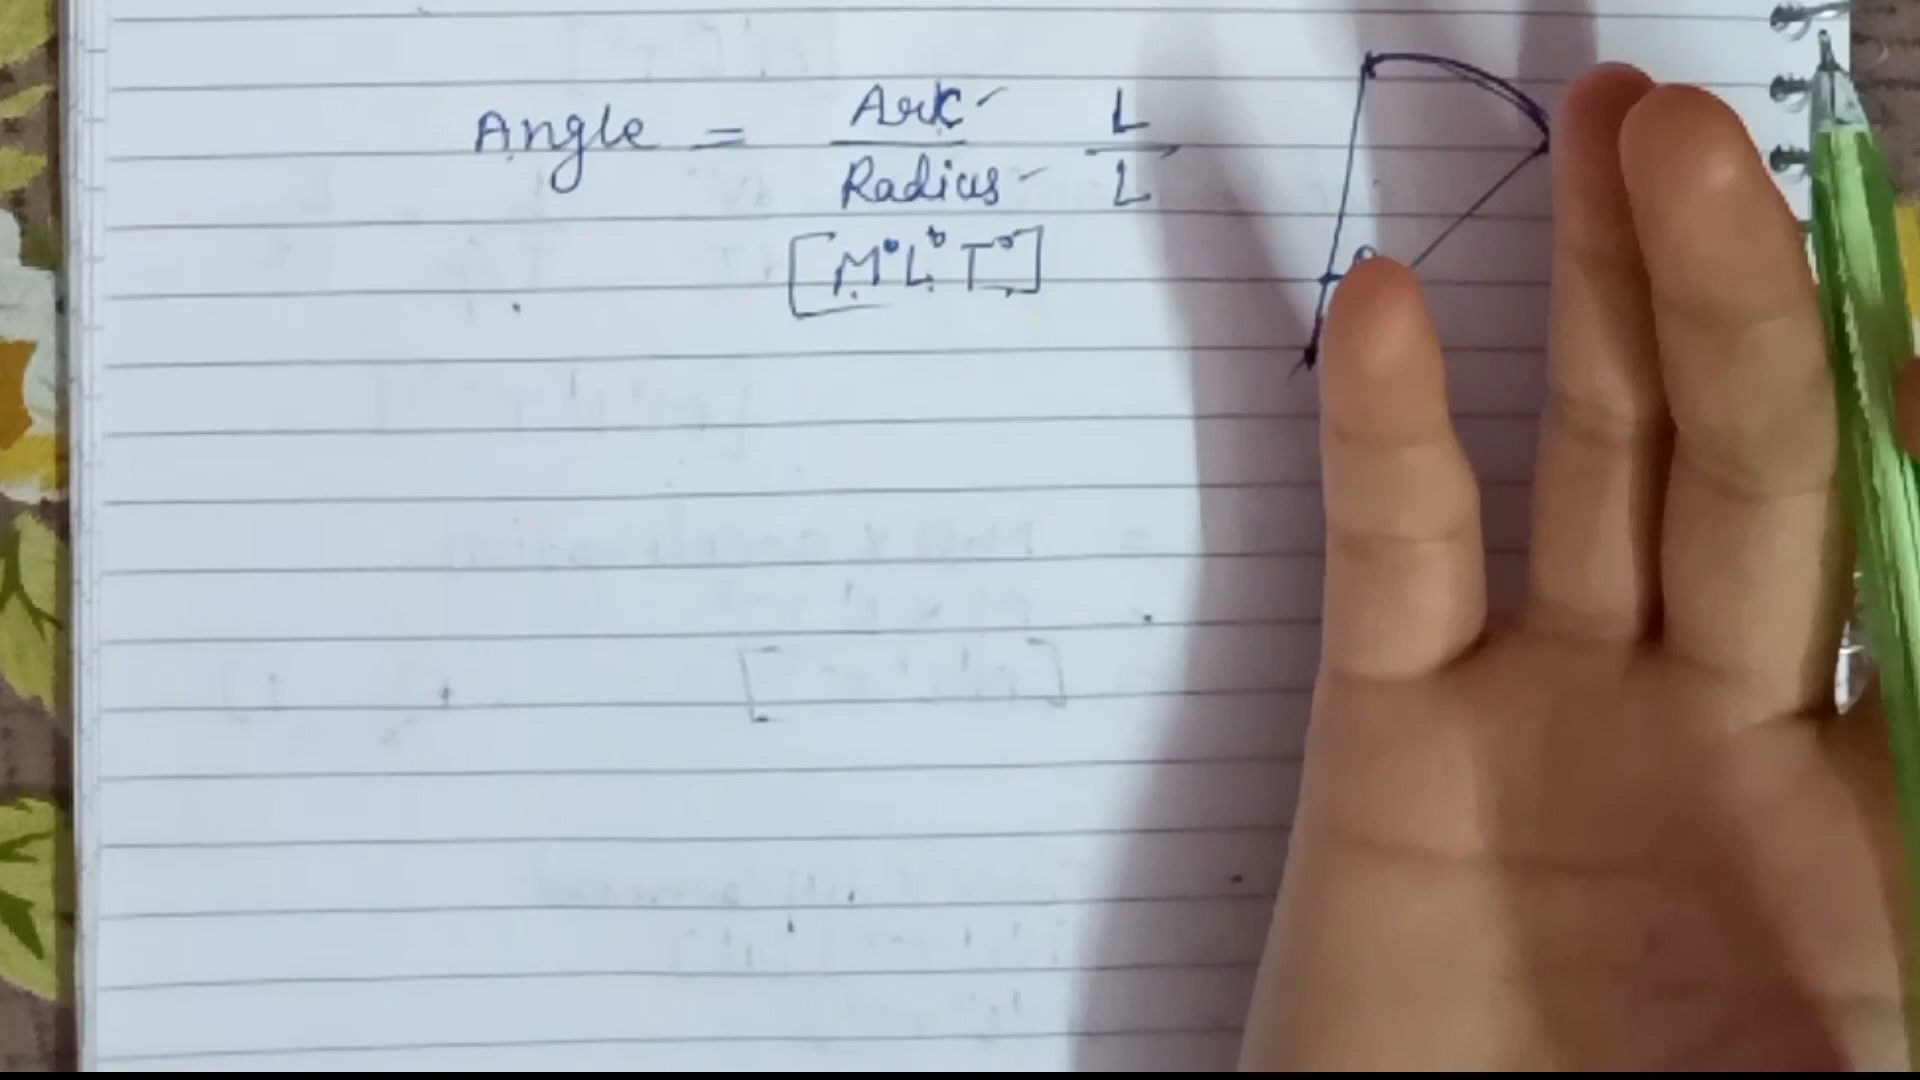 Angle = Arc / Radius L / L
[M⁰L⁰T⁰]